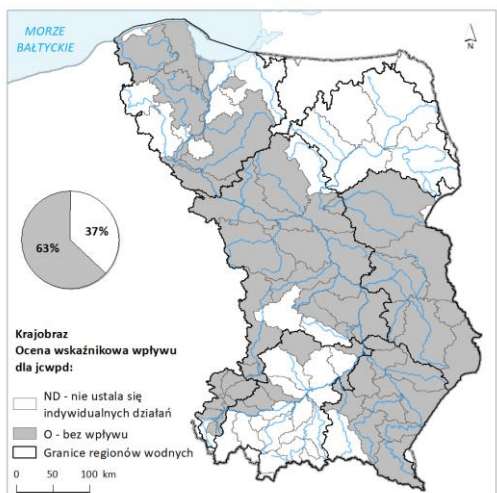 MORZE
BAŁTYCKIE
N
37%
63%
Krajobraz
Ocena wskaźnikowa wpływu
dla jcwpd:
ND - nie ustala się
indywidualnych działań
O - bez wpływu
Granice regionów wodnych
0 50 100 km